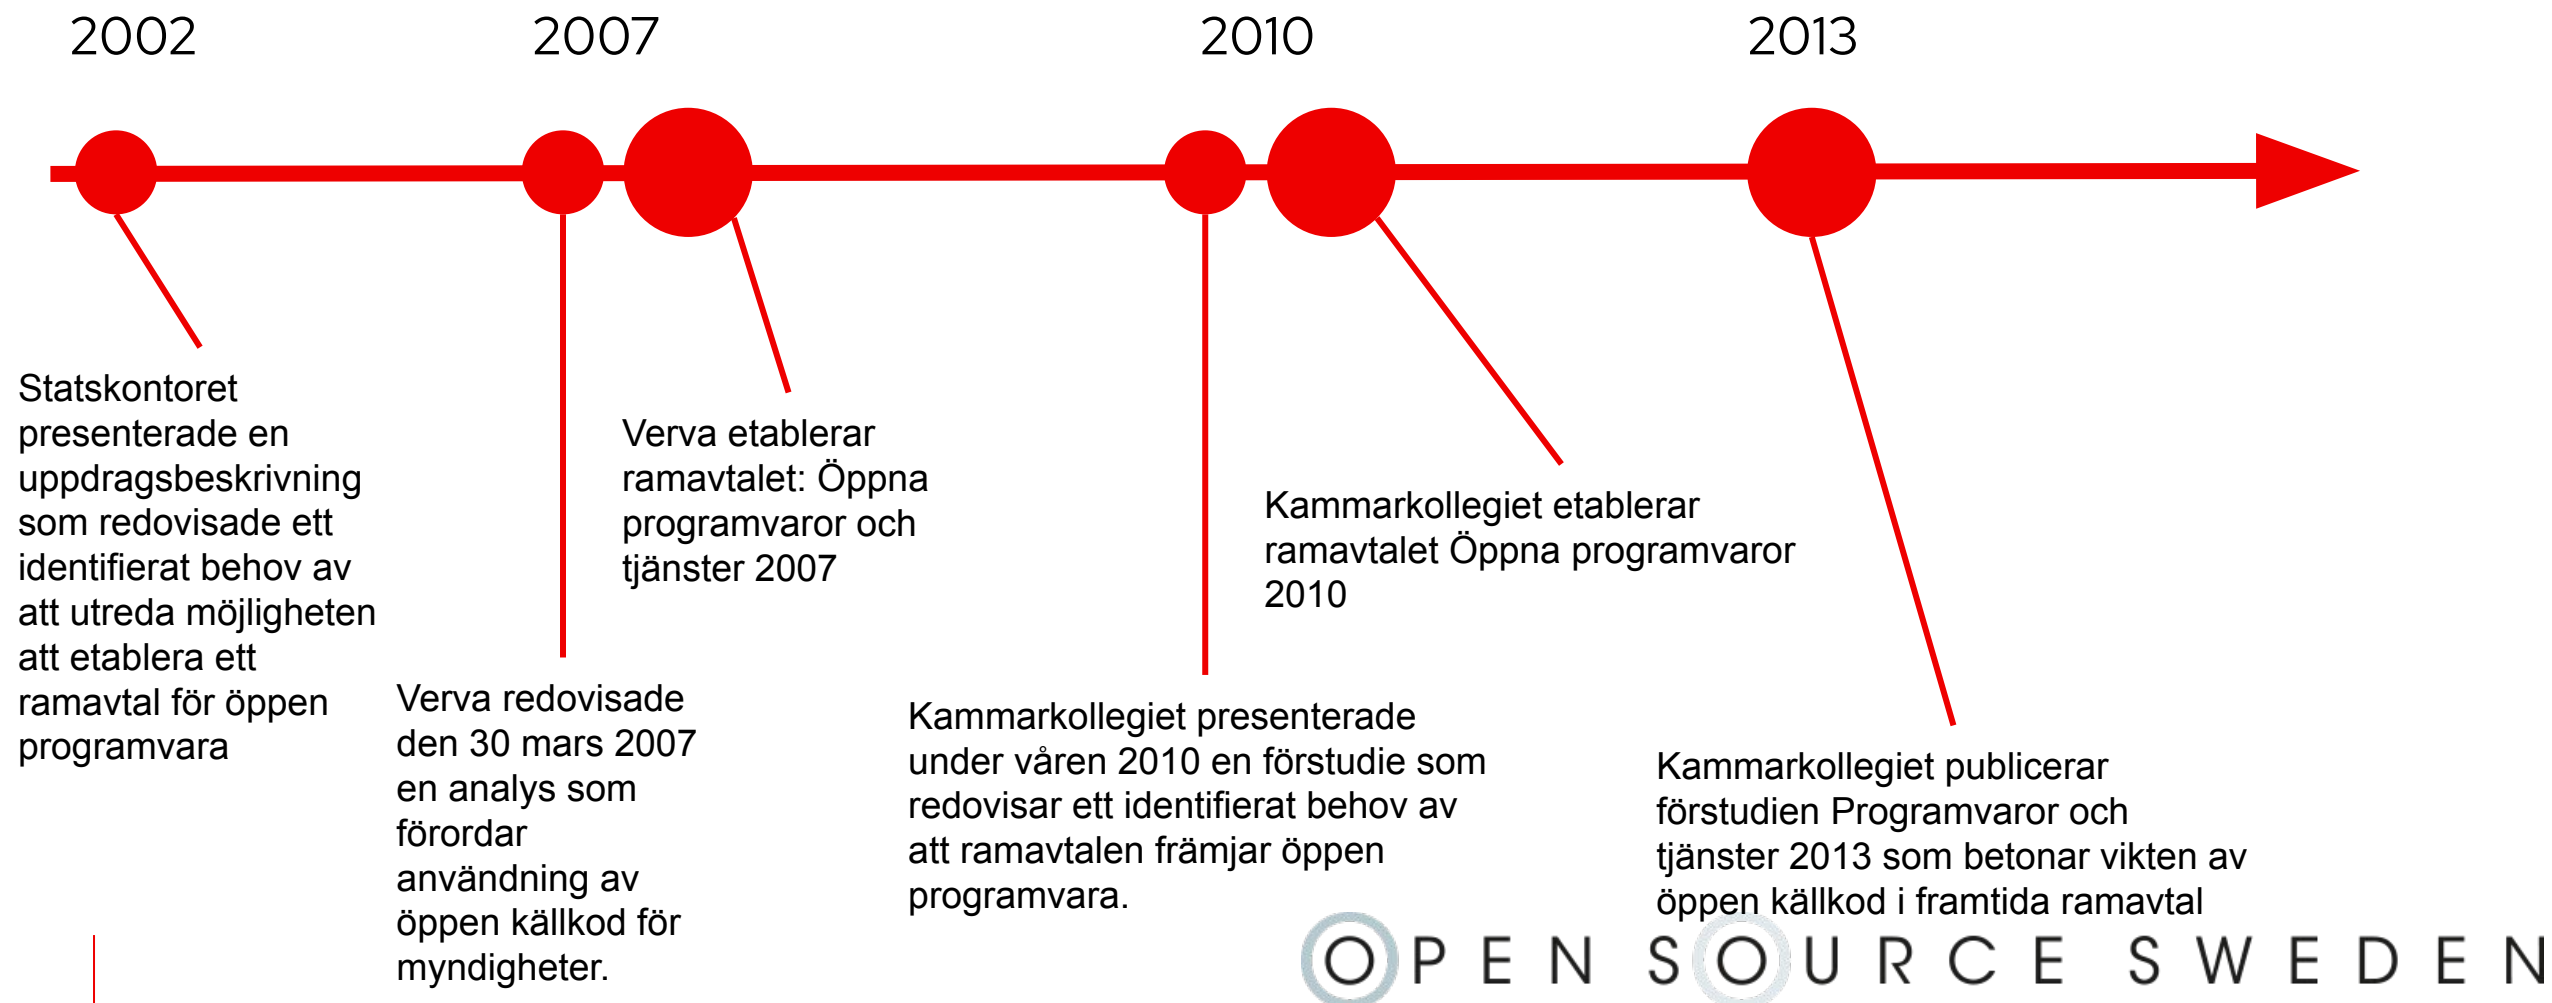 2002
2007
2010
2013
Statskontoret
presenterade en
uppdragsbeskrivning
som redovisade ett
identifierat behov av
att utreda möjligheten
att etablera ett
ramavtal för öppen
programvara
Verva redovisade
den 30 mars 2007
en analys som
förordar
användning av
öppen källkod för
myndigheter.
Verva etablerar
ramavtalet: Öppna
programvaror och
tjänster 2007
Kammarkollegiet presenterade
under våren 2010 en förstudie som
redovisar ett identifierat behov av
att ramavtalen främjar öppen
programvara.
Kammarkollegiet etablerar
ramavtalet Öppna programvaror
2010
Kammarkollegiet publicerar
förstudien Programvaror och
tjänster 2013 som betonar vikten av
öppen källkod i framtida ramavtal
OPEN SOURCE SWEDEN